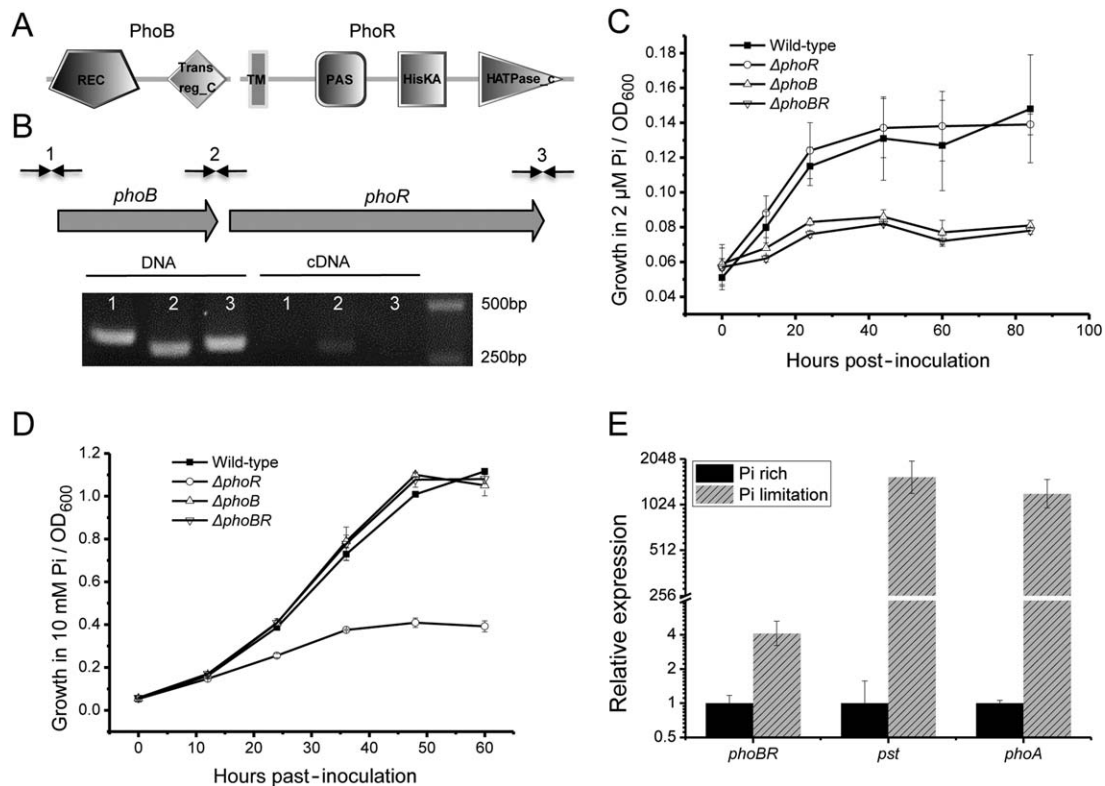 A
PhoB
PhoR
REC
Trans
reg_C
TM
PAS
HisKA
HATPase_c
B
1
2
3
phoB
phoR
DNA
cDNA
1
2
3
1
2
3
500bp
250bp
C
Growth in 2 µM Pi / OD600
0.18
0.16
0.14
0.12
0.10
0.08
0.06
0.04
Wild-type
ΔphoR
ΔphoB
ΔphoBR
0
20
40
60
80
100
Hours post-inoculation
D
Growth in 10 mM Pi / OD600
1.2
1.0
0.8
0.6
0.4
0.2
0.0
Wild-type
ΔphoR
ΔphoB
ΔphoBR
0
10
20
30
40
50
60
Hours past-inoculation
E
Relative expression
2048
1024
512
256
4
2
1
0.5
Pi rich
Pi limitation
phoBR
pst
phoA